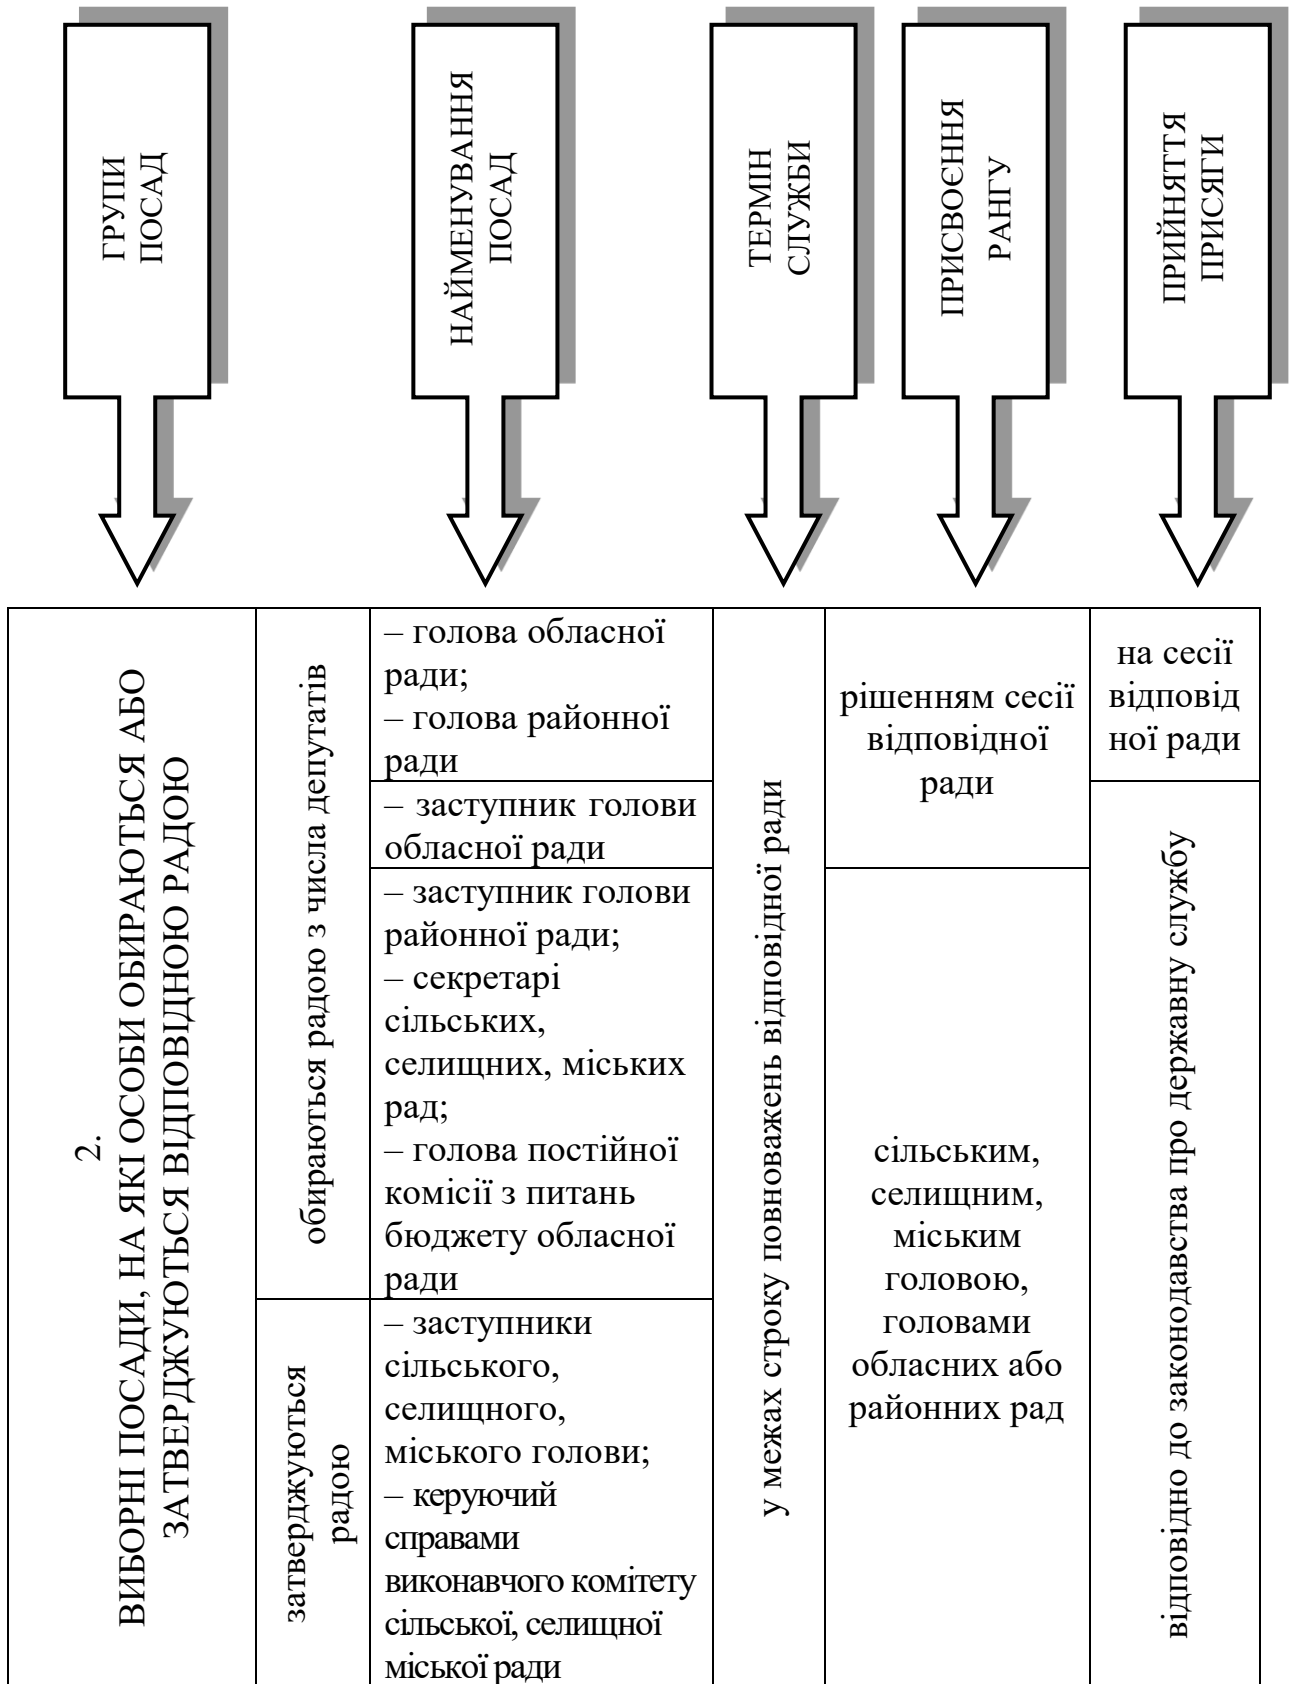 ГРУПИ
ПОСАД
НАЙМЕНУВАННЯ
ПОСАД
ТЕРМІН
СЛУЖБИ
ПРИСВОЄННЯ
РАНГУ
ПРИЙНЯТТЯ
ПРИСЯГИ
2.
ВИБОРНІ ПОСАДИ, НА ЯКІ ОСОБИ ОБИРАЮТЬСЯ АБО
ЗАТВЕРДЖУЮТЬСЯ ВІДПОВІДНОЮ РАДОЮ
обираються радою з числа депутатів
– голова обласної
ради;
– голова районної
ради
– заступник голови
обласної ради
– заступник голови
районної ради;
– секретарі
сільських,
селищних, міських
рад;
– голова постійної
комісії з питань
бюджету обласної
ради
затверджуються
радою
– заступники
сільського,
селищного,
міського голови;
– керуючий
справами
виконавчого комітету
сільської, селищної
міської ради
у межах строку повноважень відповідної ради
рішенням сесії
відповідної
ради
сільським,
селищним,
міським
головою,
головами
обласних або
районних рад
на сесії
відповід
ної ради
відповідно до законодавства про державну службу